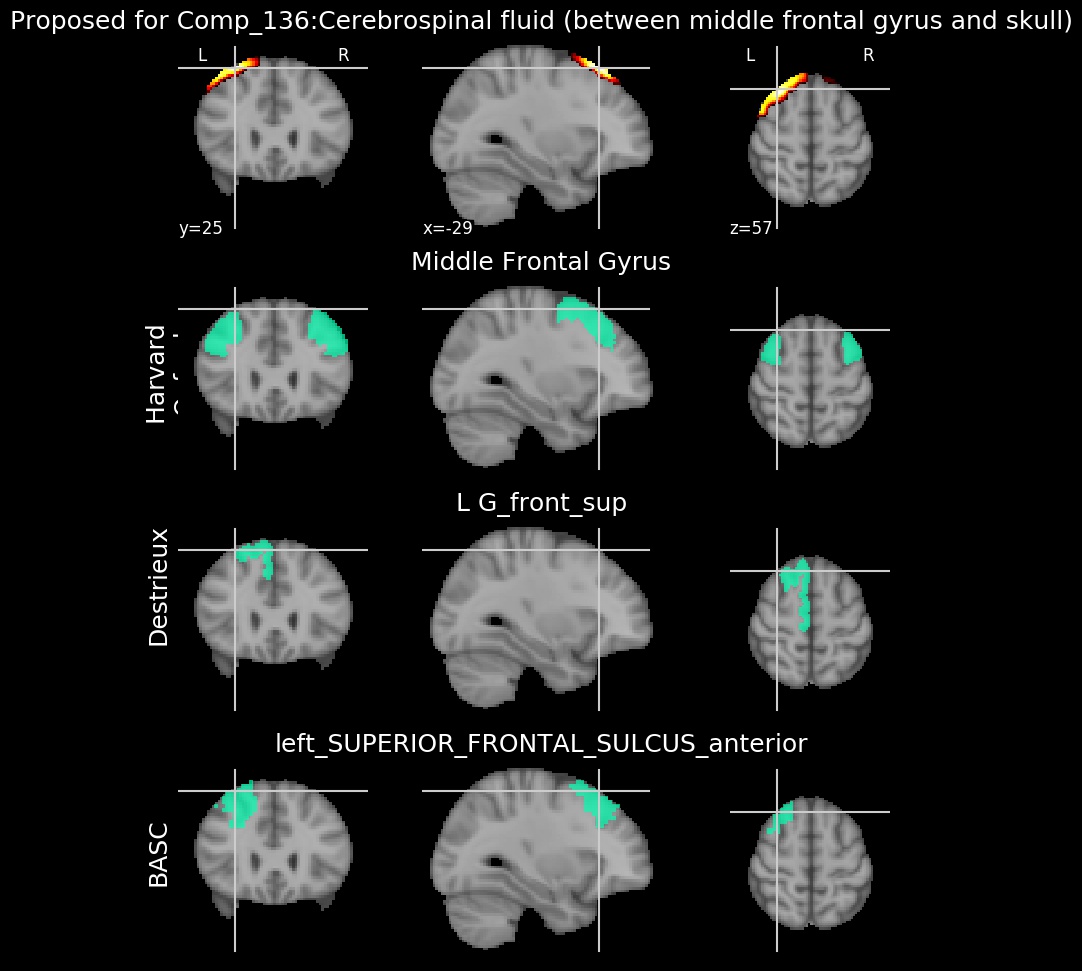 Proposed for Comp_136:Cerebrospinal fluid (between middle frontal gyrus and skull)
L R L R
y=25 x=-29 z=57
Middle Frontal Gyrus
Harvard
L G_front_sup
Destrieux
left_SUPERIOR_FRONTAL_SULCUS_anterior
BASC